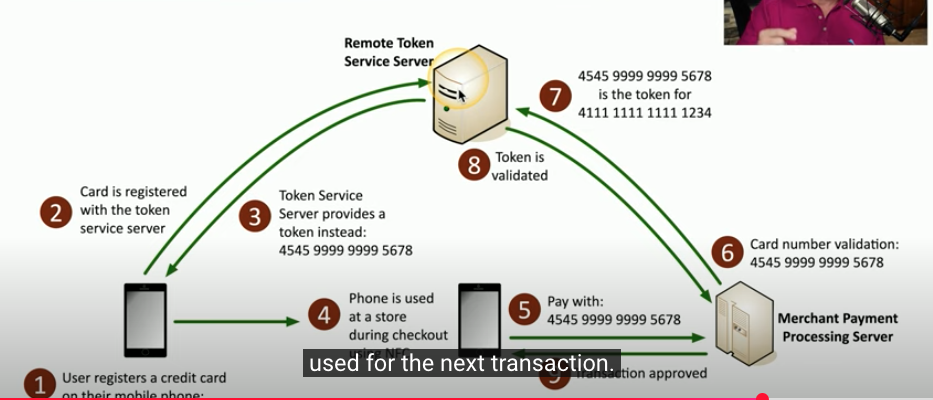 Remote Token
Service Server
7
4545 9999 9999 5678
is the token for
4111 1111 1111 1234
8
Token is
validated
2
Card is registered
with the token
service server
3
Token Service
Server provides a
token instead:
4545 9999 9999 5678
6
Card number validation:
4545 9999 9999 5678
4
Phone is used
at a store
during checkout
using NFC
5
Pay with:
4545 9999 9999 5678
Merchant Payment
Processing Server
9
Transaction approved
1
User registers a credit card
on their mobile phone:
used for the next transaction.